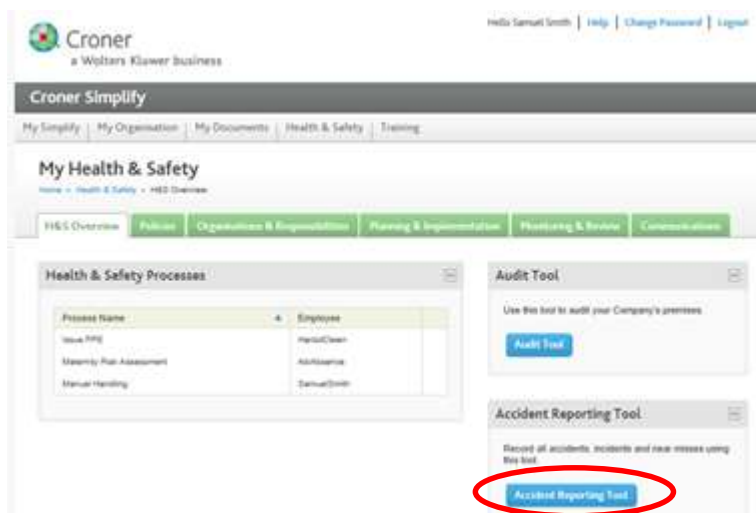 Hello Samuel Smith | Help | Change Password | Logout
Croner
a Wolters Kluwer business
Croner Simplify
My Simplify | My Organisation | My Documents | Health & Safety | Training
My Health & Safety
Home » Health & Safety » H&S Overview
H&S Overview Policies Organisations & Responsibilities Planning & Implementation Monitoring & Review Communications
Health & Safety Processes
Process Name Employee
Issue PPE
Maternity Risk Assessment
Manual Handling SamuelSmith
Audit Tool
Use this tool to audit your Company's premises
Audit Tool
Accident Reporting Tool
Record all accidents, incidents and near misses using
this tool.
Accident Reporting Tool